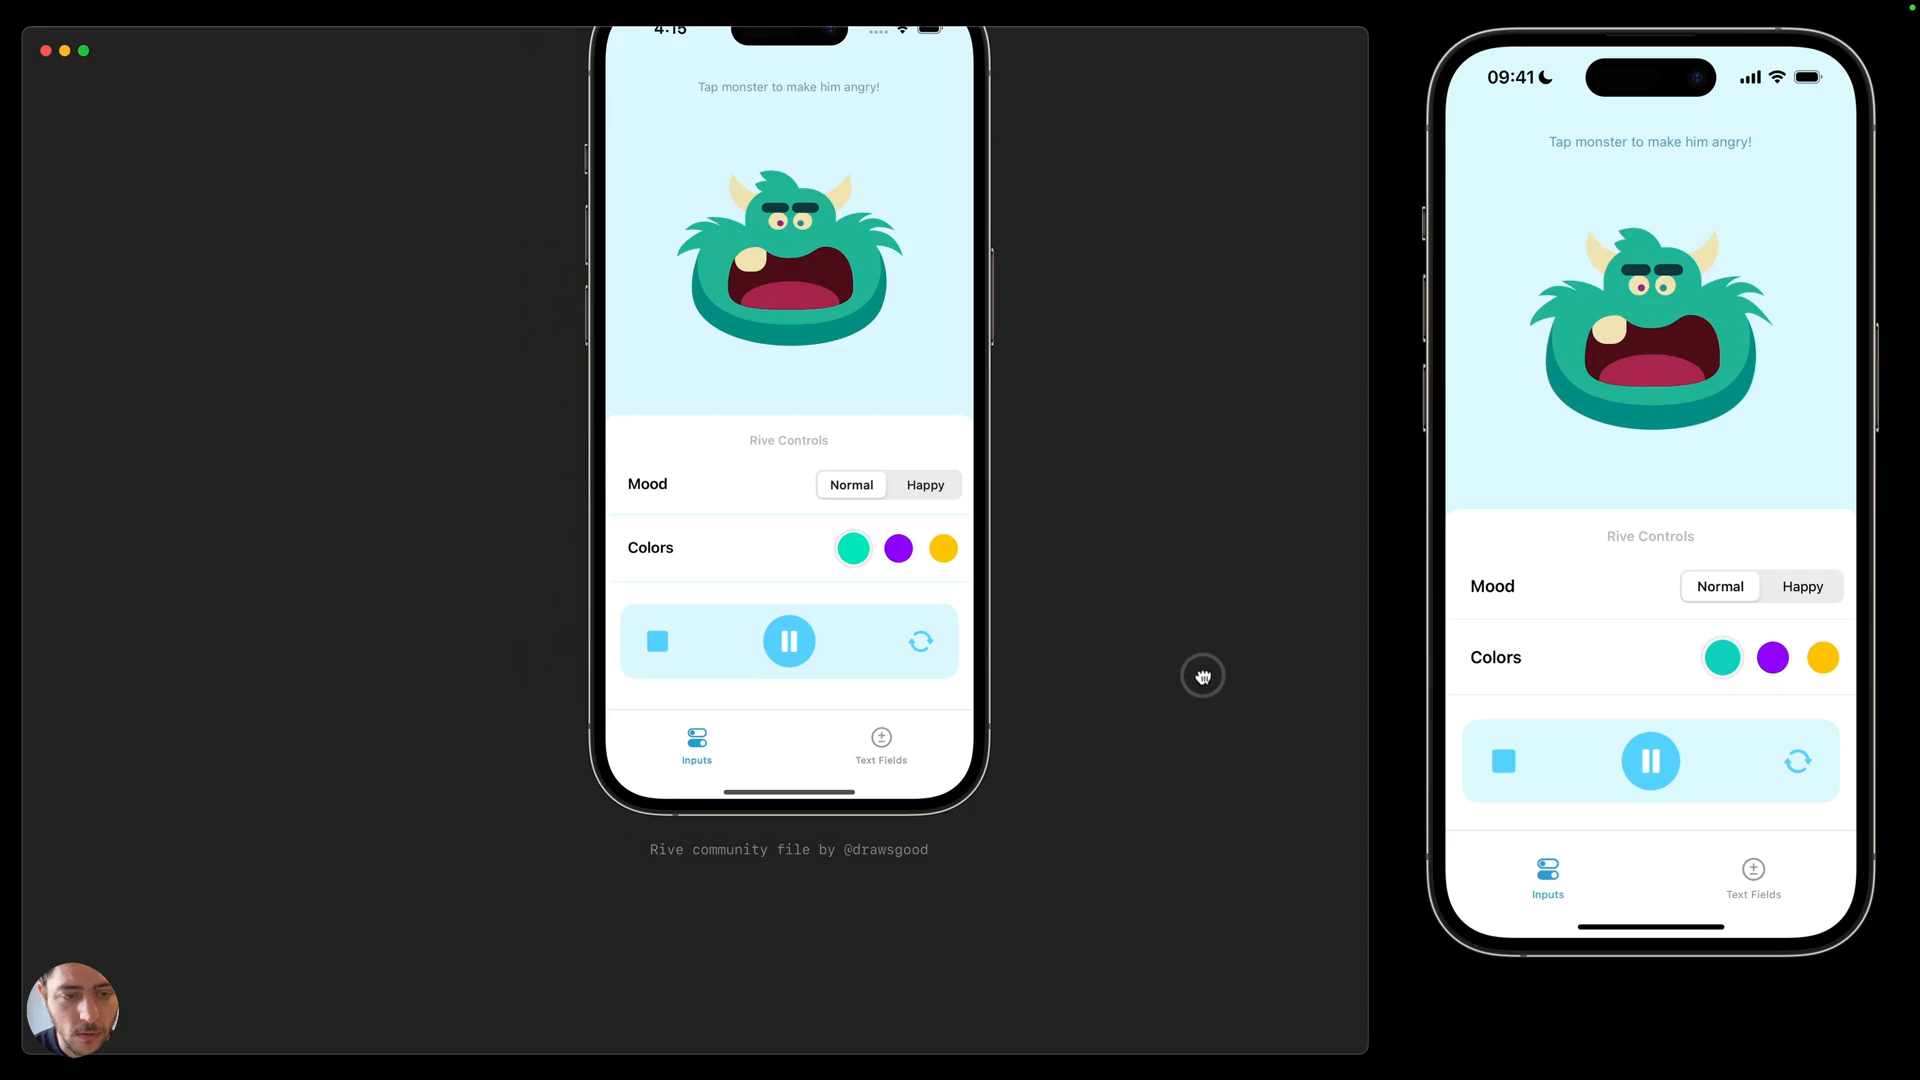 4:15
Tap monster to make him angry!
Rive Controls
Mood
Normal
Happy
Colors
Inputs
Text Fields
Rive community file by @drawsgood
09:41
Tap monster to make him angry!
Rive Controls
Mood
Normal
Happy
Colors
Inputs
Text Fields